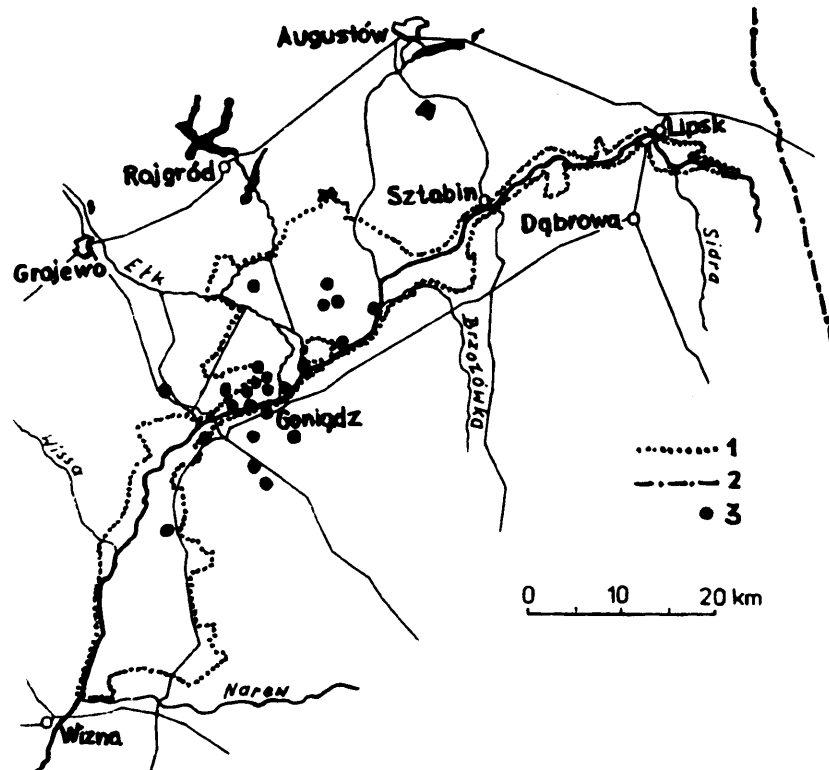 Augustów
Lipsk
Rajgród
Sztabin
Dąbrowa
Grajewo
Ełk
Sidra
Brzozówka
Goniądz
Wissa
1
2
3
0 10 20 km
Narew
Wizna